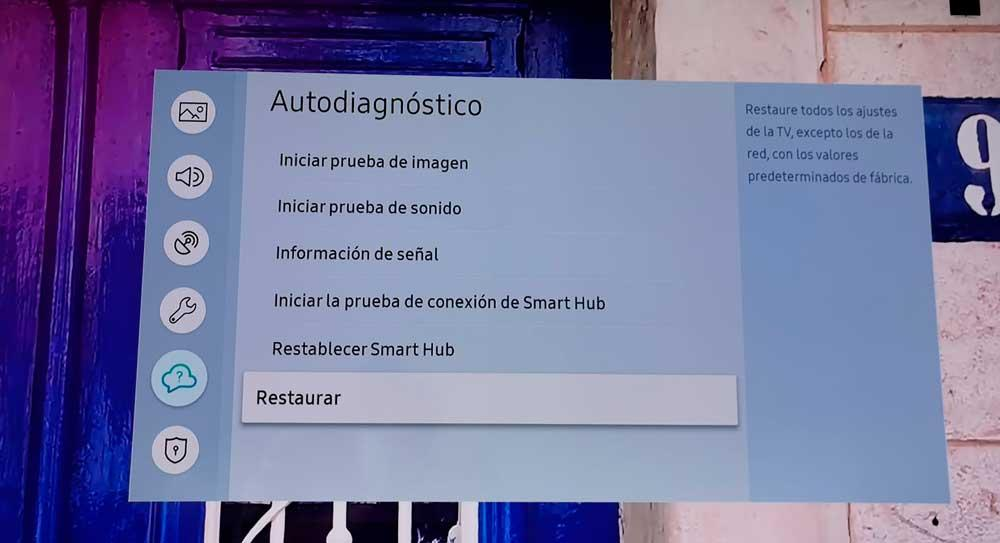 Autodiagnóstico
Iniciar prueba de imagen
Iniciar prueba de sonido
Información de señal
Iniciar la prueba de conexión de Smart Hub
Restablecer Smart Hub
Restaurar
Restaure todos los ajustes
de la TV, excepto los de la
red, con los valores
predeterminados de fábrica.
?
9